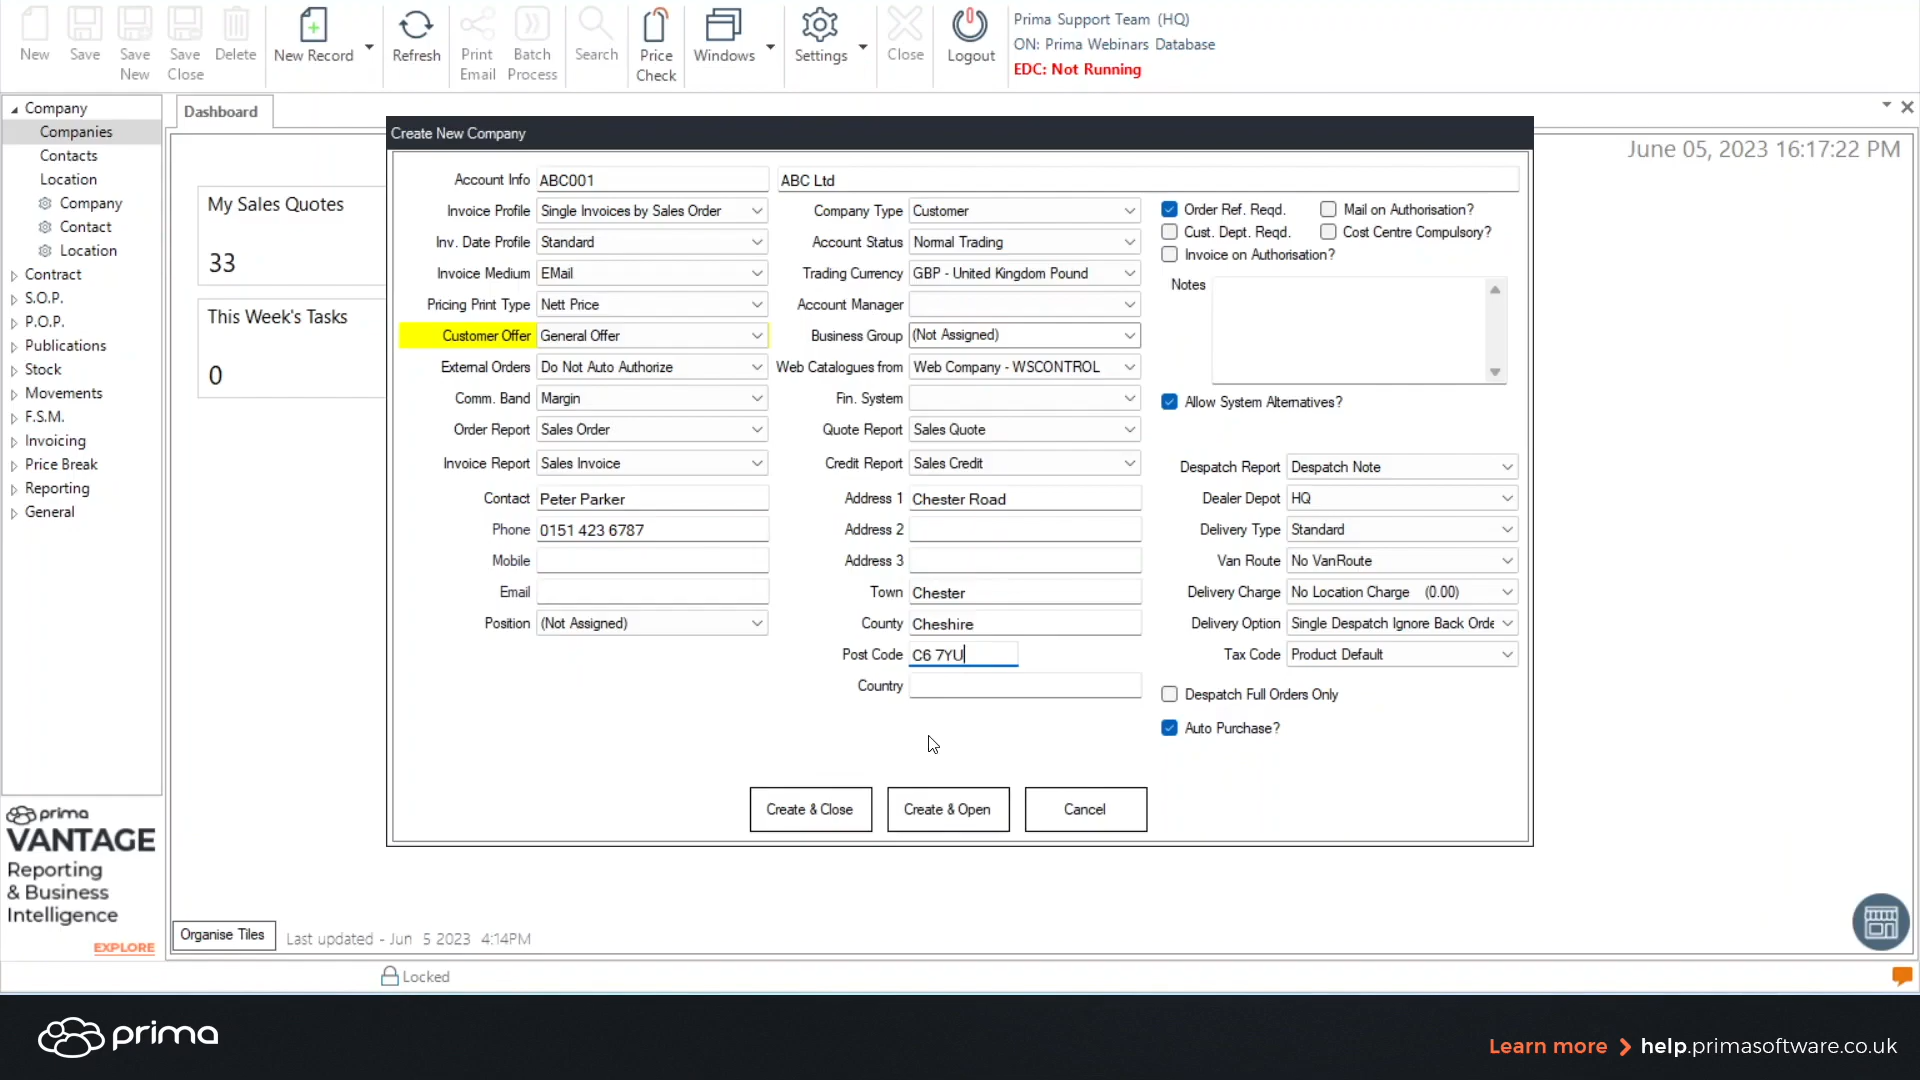 New
Save
Save New
Save Close
Delete
New Record
Refresh
Print Email
Batch Process
Search
Price Check
Windows
Settings
Close
Logout
Prima Support Team (HQ)
ON: Prima Webinars Database
EDC: Not Running
Company
Companies
Contacts
Location
Company
Contact
Location
Contract
S.O.P.
P.O.P.
Publications
Stock
Movements
F.S.M.
Invoicing
Price Break
Reporting
General
prima
VANTAGE
Reporting
& Business
Intelligence
EXPLORE
Dashboard
June 05, 2023 16:17:22 PM
My Sales Quotes
33
This Week's Tasks
0
Create New Company
Account Info ABC001 ABC Ltd
Invoice Profile Single Invoices by Sales Order
Inv. Date Profile Standard
Invoice Medium EMail
Pricing Print Type Nett Price
Customer Offer General Offer
External Orders Do Not Auto Authorize
Comm. Band Margin
Order Report Sales Order
Invoice Report Sales Invoice
Contact Peter Parker
Phone 0151 423 6787
Mobile
Email
Position (Not Assigned)
Company Type Customer
Account Status Normal Trading
Trading Currency GBP - United Kingdom Pound
Account Manager
Business Group (Not Assigned)
Web Catalogues from Web Company - WSCONTROL
Fin. System
Quote Report Sales Quote
Credit Report Sales Credit
Address 1 Chester Road
Address 2
Address 3
Town Chester
County Cheshire
Post Code C6 7YU
Country
Order Ref. Reqd. Mail on Authorisation?
Cust. Dept. Reqd. Cost Centre Compulsory?
Invoice on Authorisation?
Notes
Allow System Alternatives?
Despatch Report Despatch Note
Dealer Depot HQ
Delivery Type Standard
Van Route No VanRoute
Delivery Charge No Location Charge (0.00)
Delivery Option Single Despatch Ignore Back Orde
Tax Code Product Default
Despatch Full Orders Only
Auto Purchase?
Create & Close
Create & Open
Cancel
Organise Tiles Last updated - Jun 5 2023 4:14PM
Locked
prima
Learn more help.primasoftware.co.uk